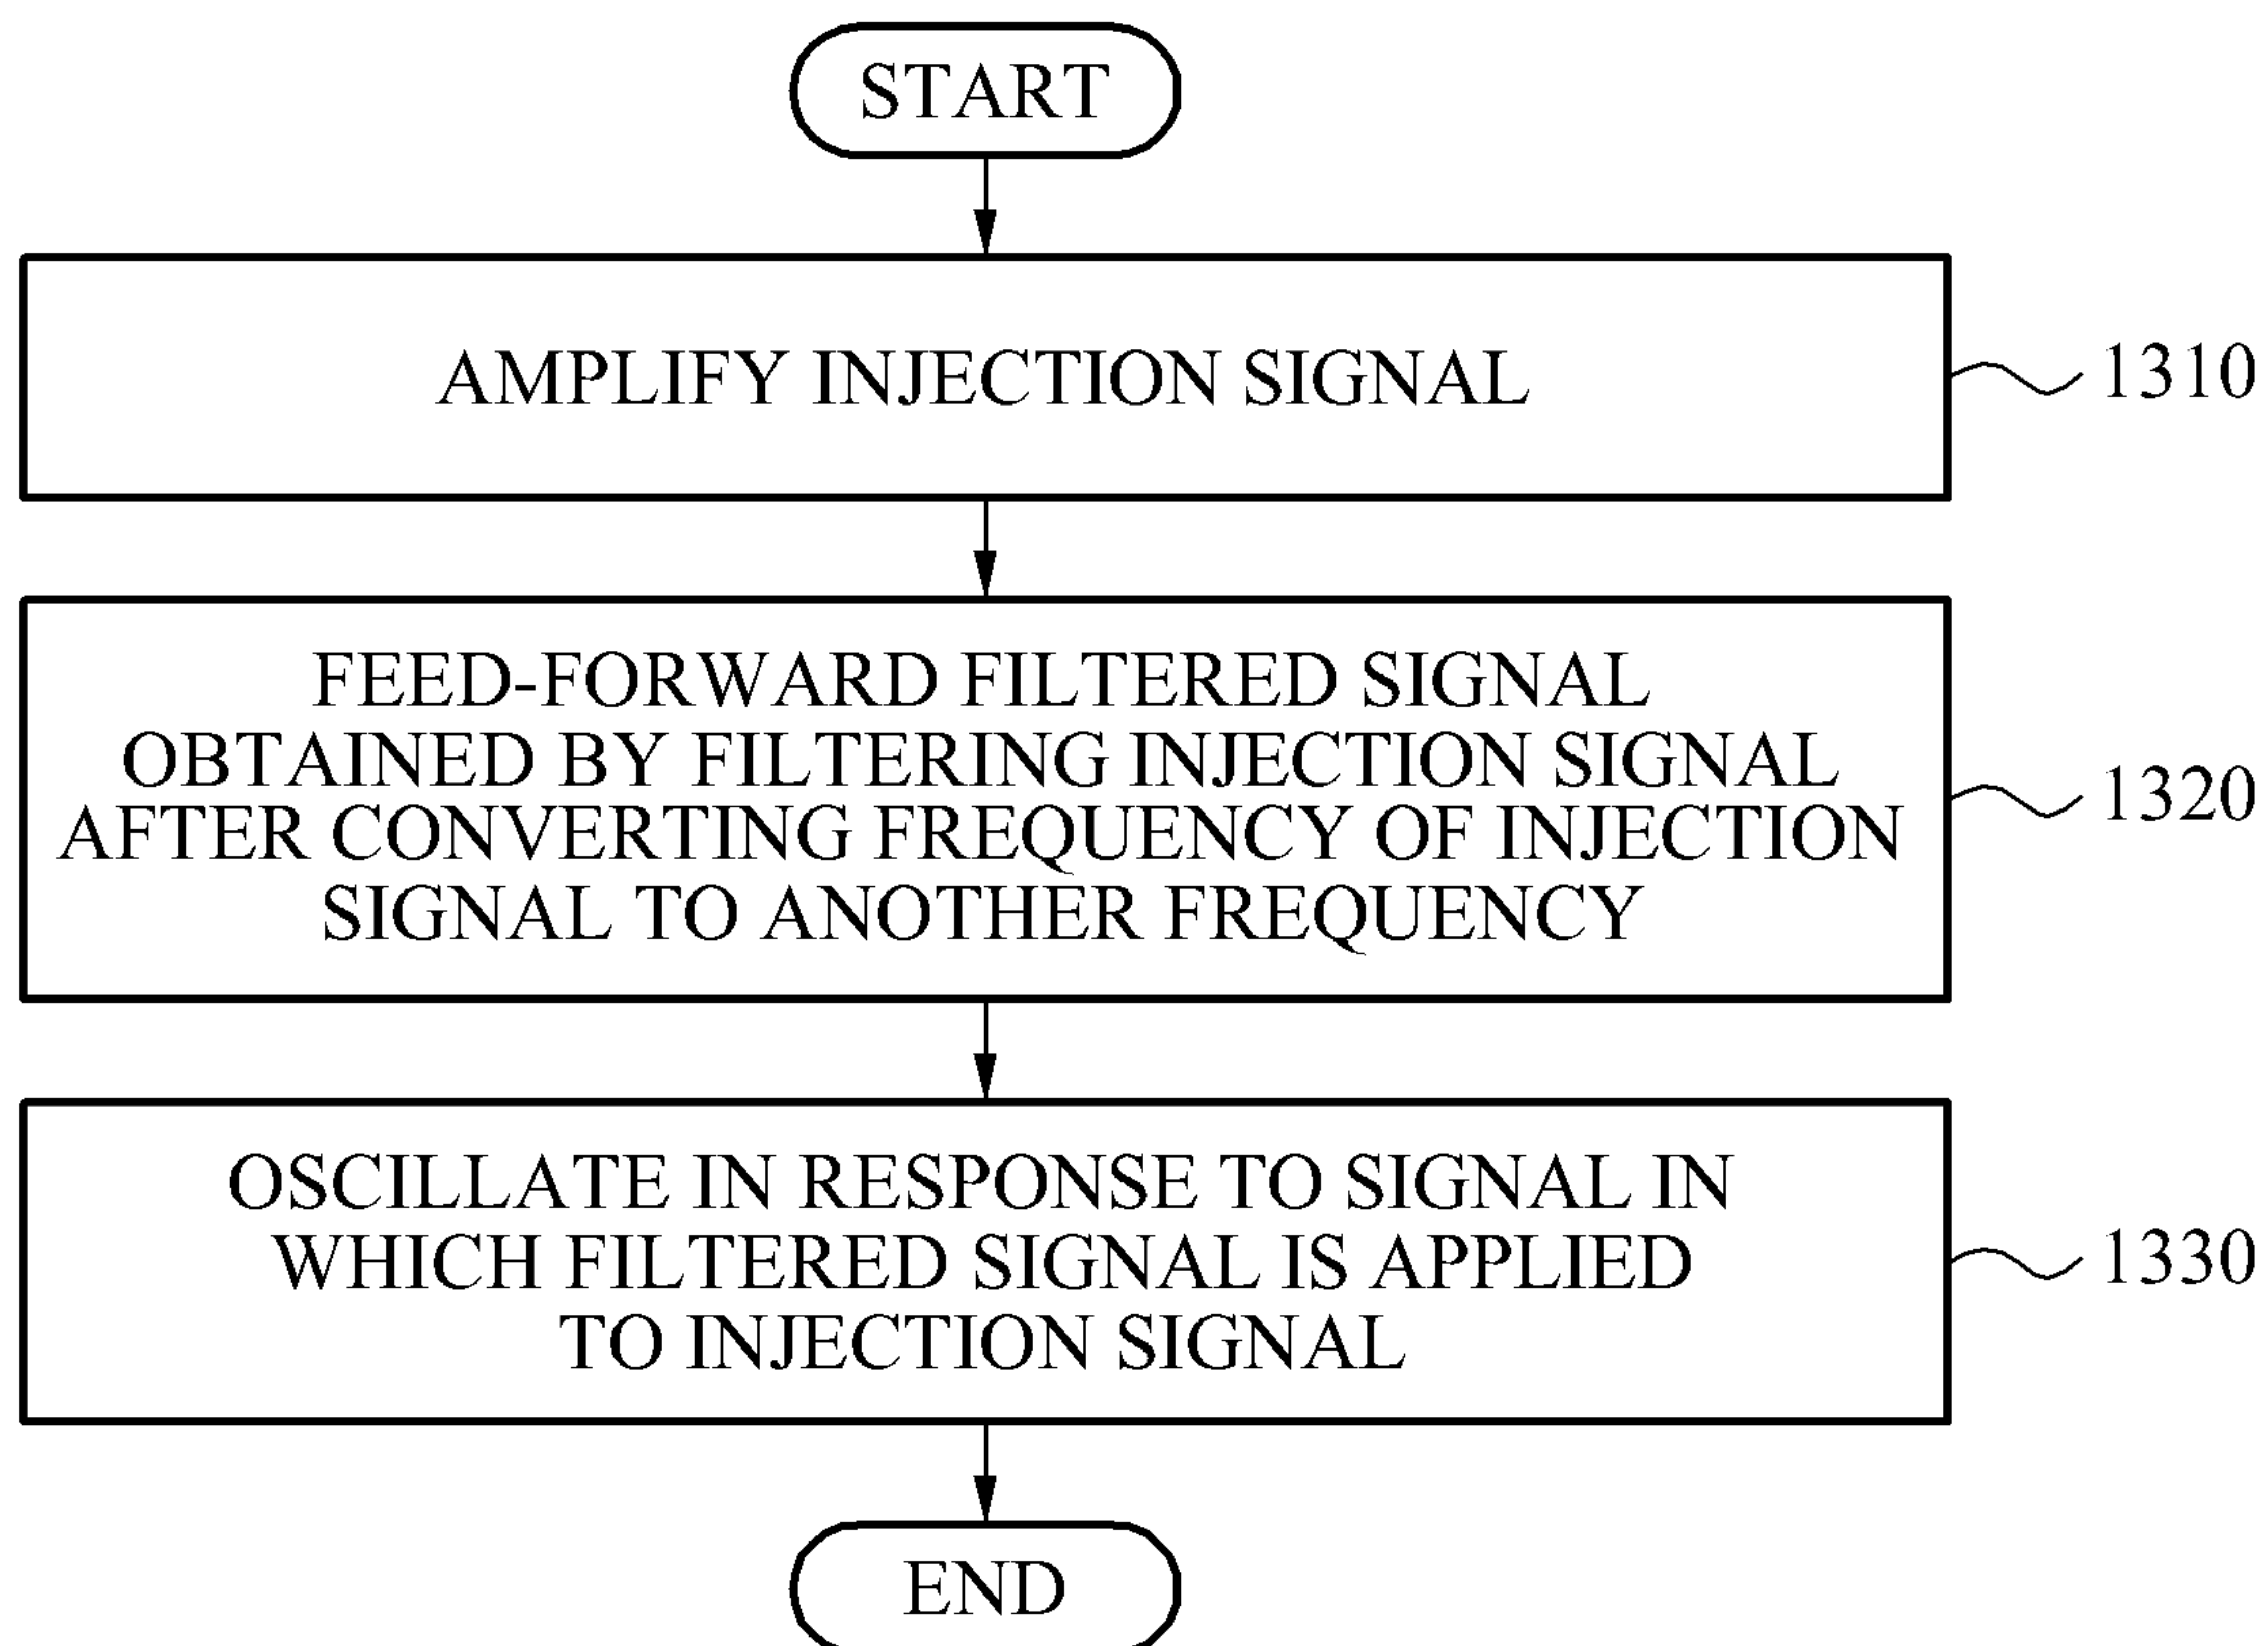 START
AMPLIFY INJECTION SIGNAL
1310
FEED-FORWARD FILTERED SIGNAL
OBTAINED BY FILTERING INJECTION SIGNAL
AFTER CONVERTING FREQUENCY OF INJECTION
SIGNAL TO ANOTHER FREQUENCY
1320
OSCILLATE IN RESPONSE TO SIGNAL IN
WHICH FILTERED SIGNAL IS APPLIED
TO INJECTION SIGNAL
1330
END